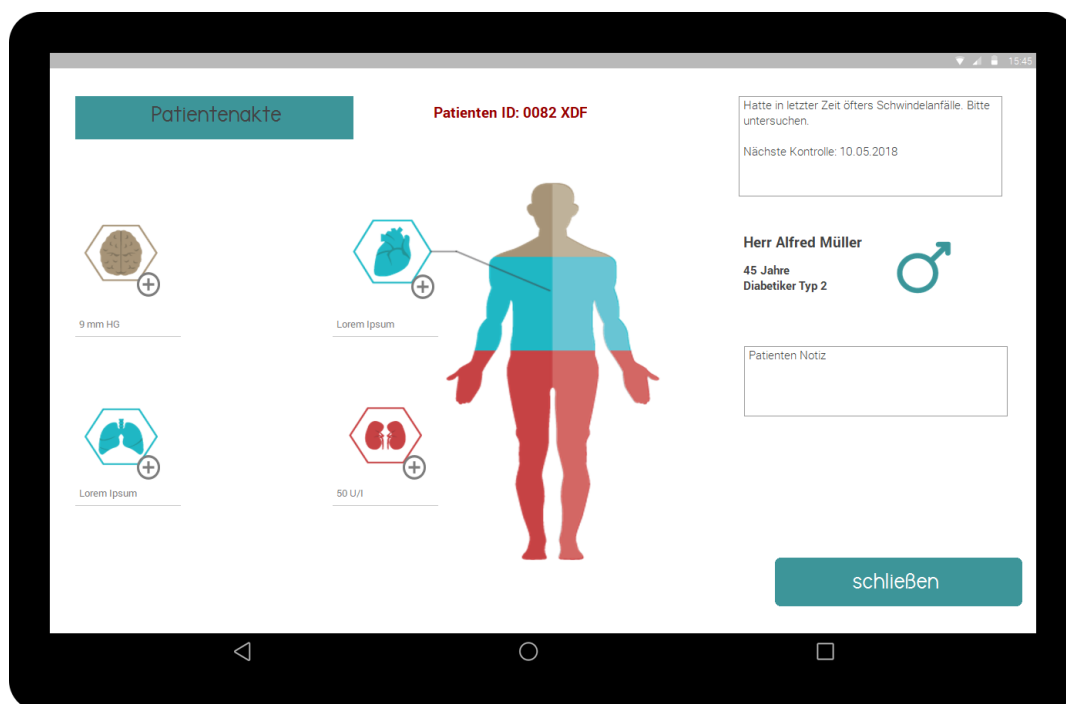 15:45
Patientenakte
Patienten ID: 0082 XDF
Hatte in letzter Zeit öfters Schwindelanfälle. Bitte
untersuchen.
Nächste Kontrolle: 10.05.2018
Herr Alfred Müller
45 Jahre
Diabetiker Typ 2
9 mm HG
Lorem Ipsum
Patienten Notiz
Lorem Ipsum
50 U/l
schließen